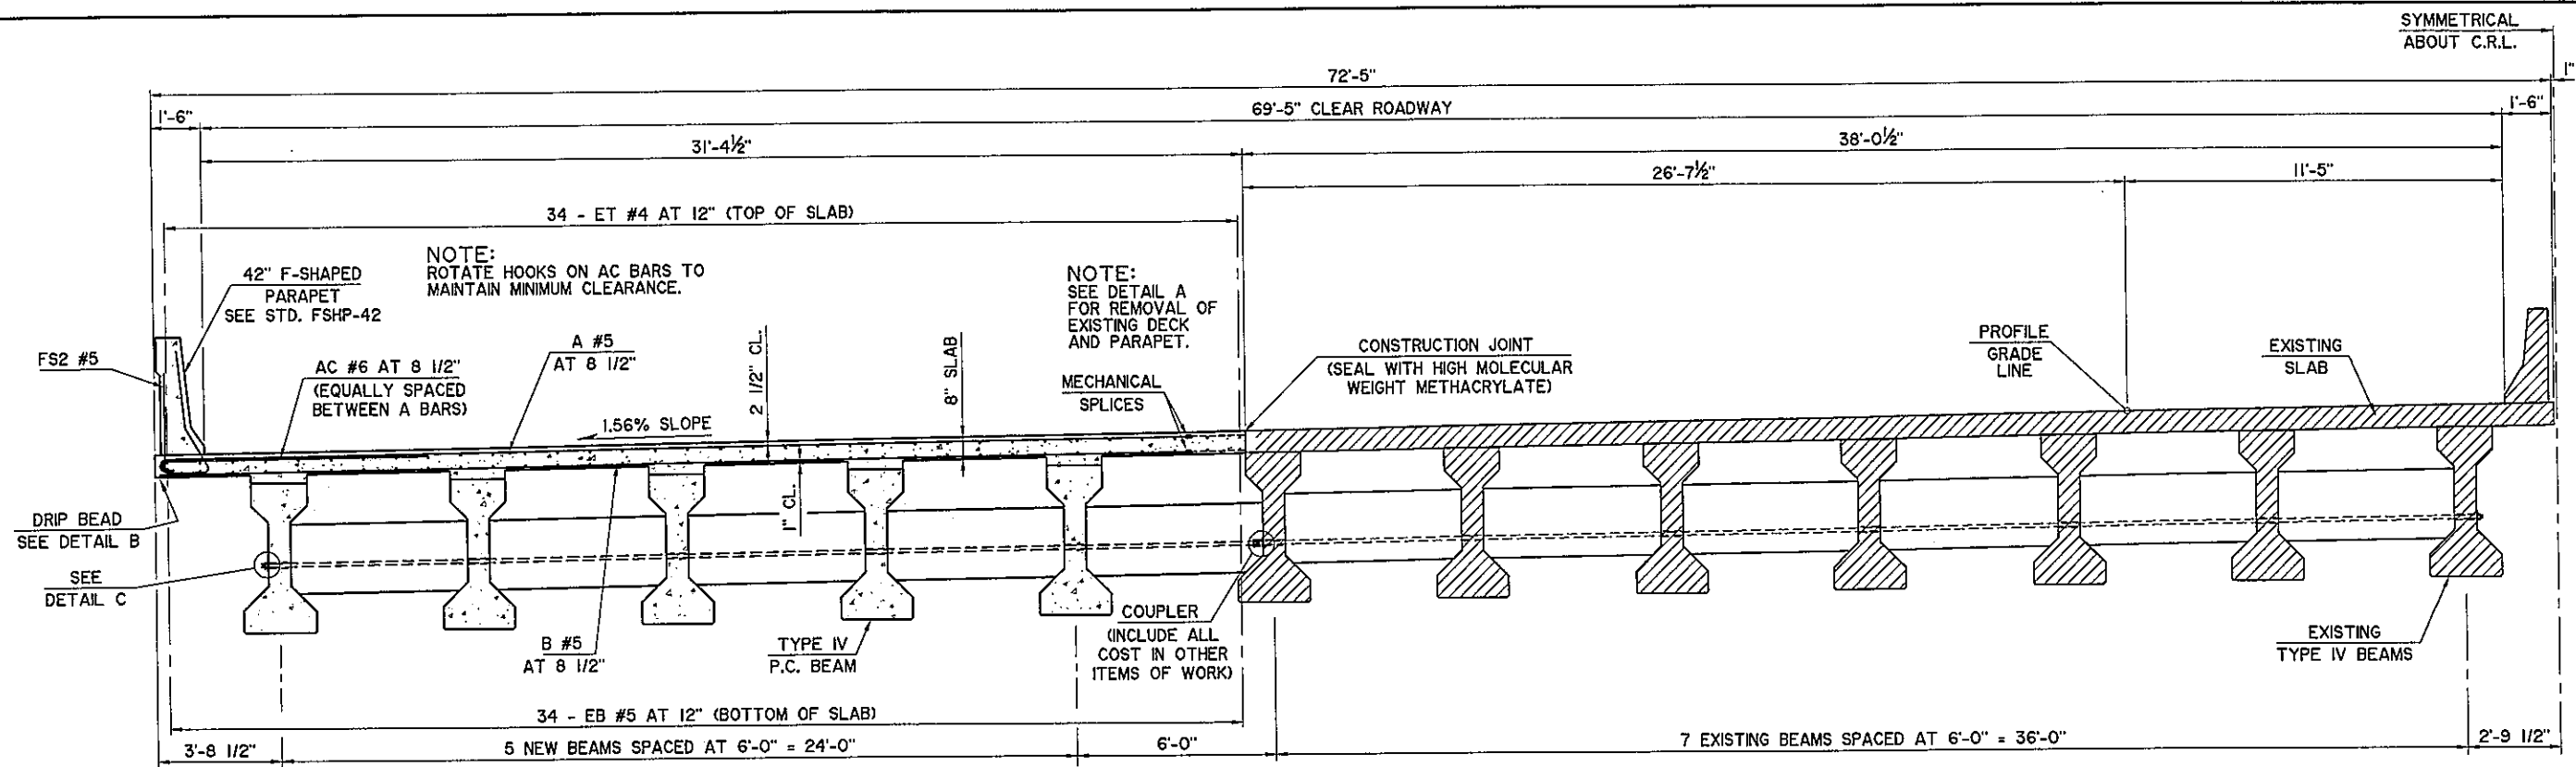 SYMMETRICAL
ABOUT C.R.L.
72'-5"
1"
69'-5" CLEAR ROADWAY
1'-6"
1'-6"
31'-4½"
38'-0½"
26'-7½"
11'-5"
34 - ET #4 AT 12" (TOP OF SLAB)
NOTE:
ROTATE HOOKS ON AC BARS TO
MAINTAIN MINIMUM CLEARANCE.
42" F-SHAPED
PARAPET
SEE STD. FSHP-42
NOTE:
SEE DETAIL A
FOR REMOVAL OF
EXISTING DECK
AND PARAPET.
FS2 #5
AC #6 AT 8 1/2"
(EQUALLY SPACED
BETWEEN A BARS)
A #5
AT 8 1/2"
1.56% SLOPE
2 1/2" CL.
8" SLAB
MECHANICAL
SPLICES
CONSTRUCTION JOINT
(SEAL WITH HIGH MOLECULAR
WEIGHT METHACRYLATE)
PROFILE
GRADE
LINE
EXISTING
SLAB
1" CL.
DRIP BEAD
SEE DETAIL B
SEE
DETAIL C
B #5
AT 8 1/2"
TYPE IV
P.C. BEAM
COUPLER
(INCLUDE ALL
COST IN OTHER
ITEMS OF WORK)
EXISTING
TYPE IV BEAMS
34 - EB #5 AT 12" (BOTTOM OF SLAB)
3'-8 1/2"
5 NEW BEAMS SPACED AT 6'-0" = 24'-0"
6'-0"
7 EXISTING BEAMS SPACED AT 6'-0" = 36'-0"
2'-9 1/2"